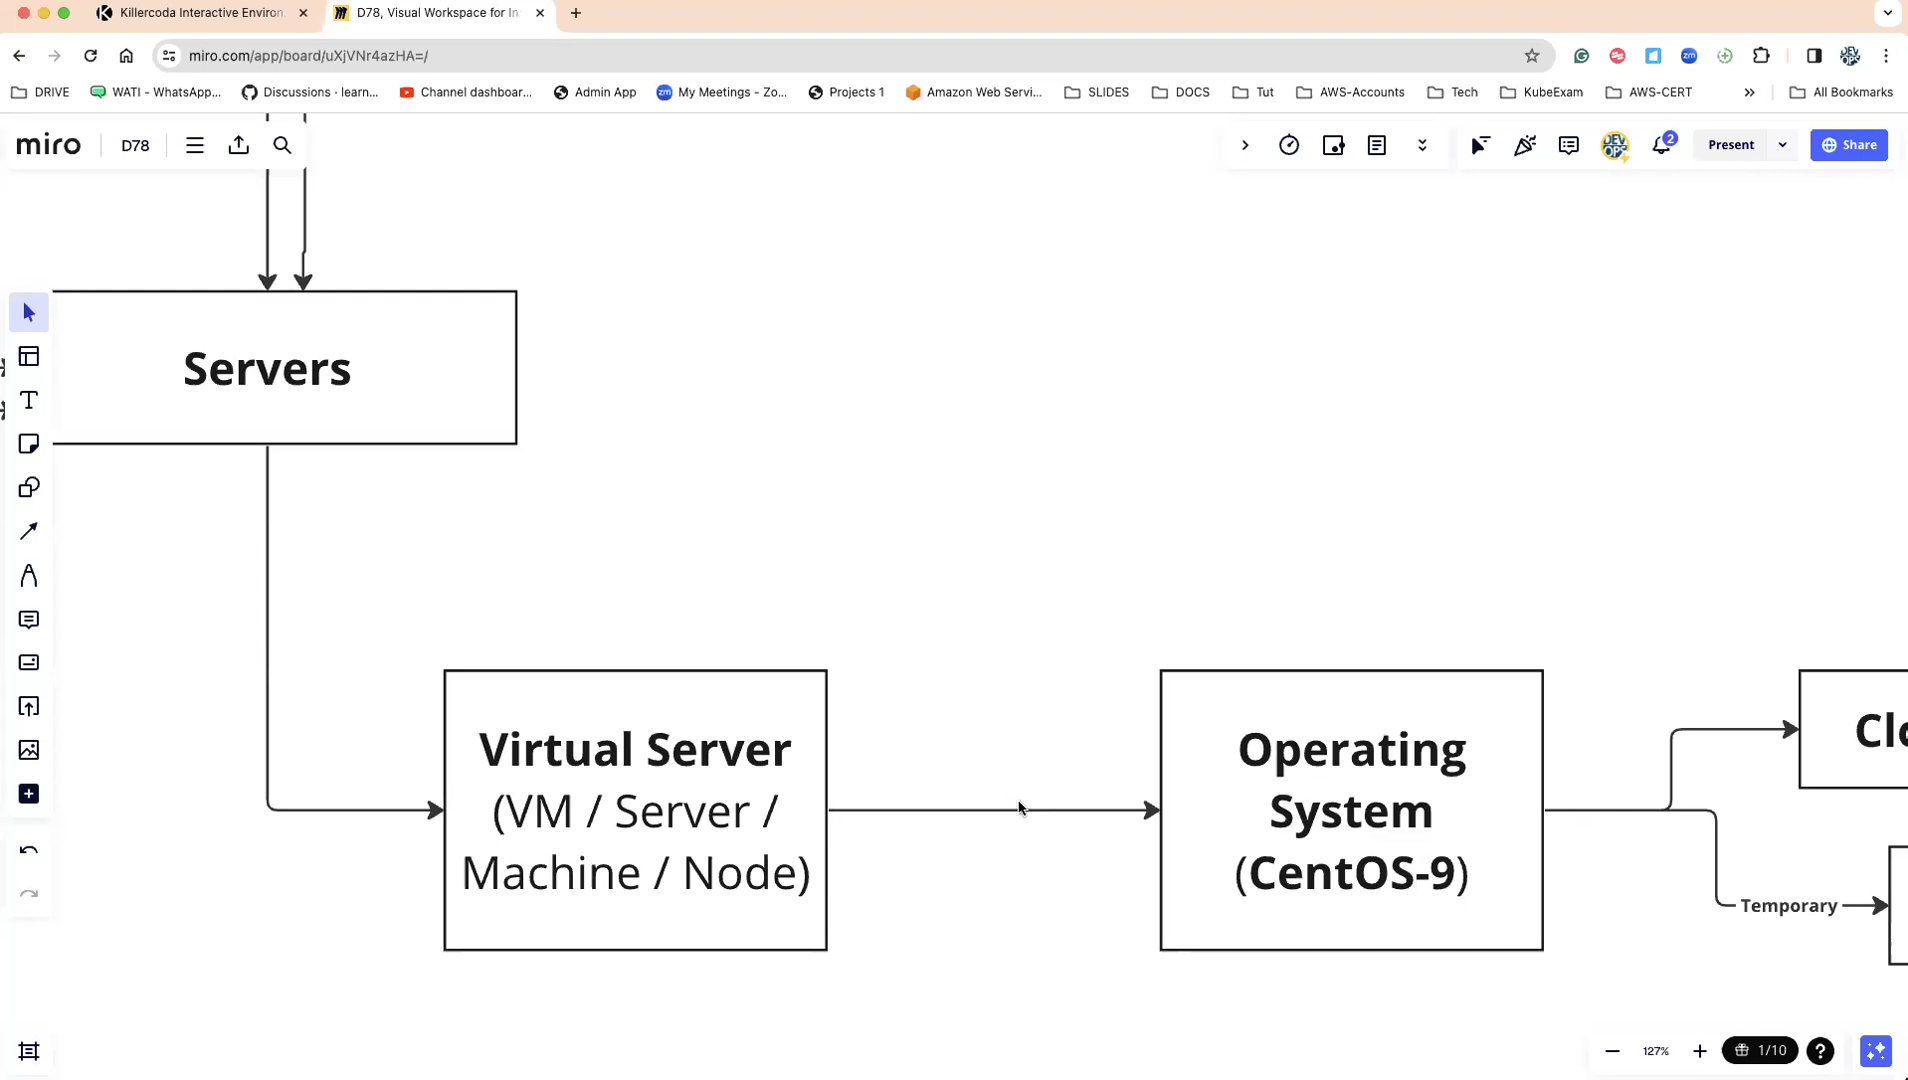 Killercoda Interactive Environ
D78, Visual Workspace for In
miro.com/app/board/uXjVNr4azHA=/
DRIVE
WATI - WhatsApp...
Discussions · learn...
Channel dashboar...
Admin App
My Meetings - Zo...
Projects 1
Amazon Web Servi...
SLIDES
DOCS
Tut
AWS-Accounts
Tech
KubeExam
AWS-CERT
All Bookmarks
miro
D78
2
Present
Share
Servers
Virtual Server
(VM / Server /
Machine / Node)
Operating
System
(CentOS-9)
Clo
Temporary
127%
1/10